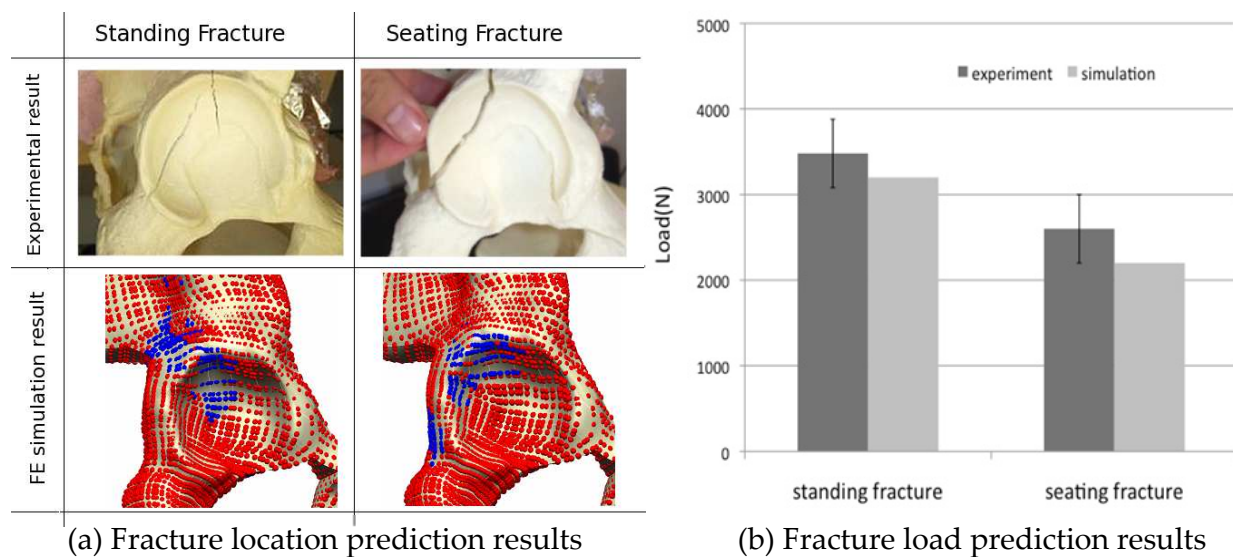 Standing Fracture
Seating Fracture
Experimental result
FE simulation result
(a) Fracture location prediction results
5000
4000
3000
2000
1000
0
Load(N)
experiment
simulation
standing fracture
seating fracture
(b) Fracture load prediction results